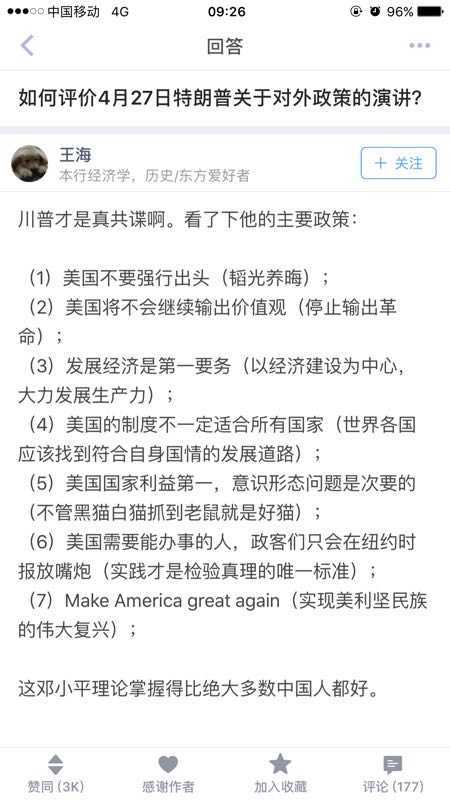 中国移动 4G 09:26 96%
回答
如何评价4月27日特朗普关于对外政策的演讲?
王海
本行经济学，历史/东方爱好者
+ 关注
川普才是真共谍啊。看了下他的主要政策：
（1）美国不要强行出头（韬光养晦）；
（2）美国将不会继续输出价值观（停止输出革
命）；
（3）发展经济是第一要务（以经济建设为中心，
大力发展生产力）；
（4）美国的制度不一定适合所有国家（世界各国
应该找到符合自身国情的发展道路）；
（5）美国国家利益第一，意识形态问题是次要的
（不管黑猫白猫抓到老鼠就是好猫）；
（6）美国需要能办事的人，政客们只会在纽约时
报放嘴炮（实践才是检验真理的唯一标准）；
（7）Make America great again（实现美利坚民族
的伟大复兴）；
这邓小平理论掌握得比绝大多数中国人都好。
赞同 (3K) 感谢作者 加入收藏 评论 (177)